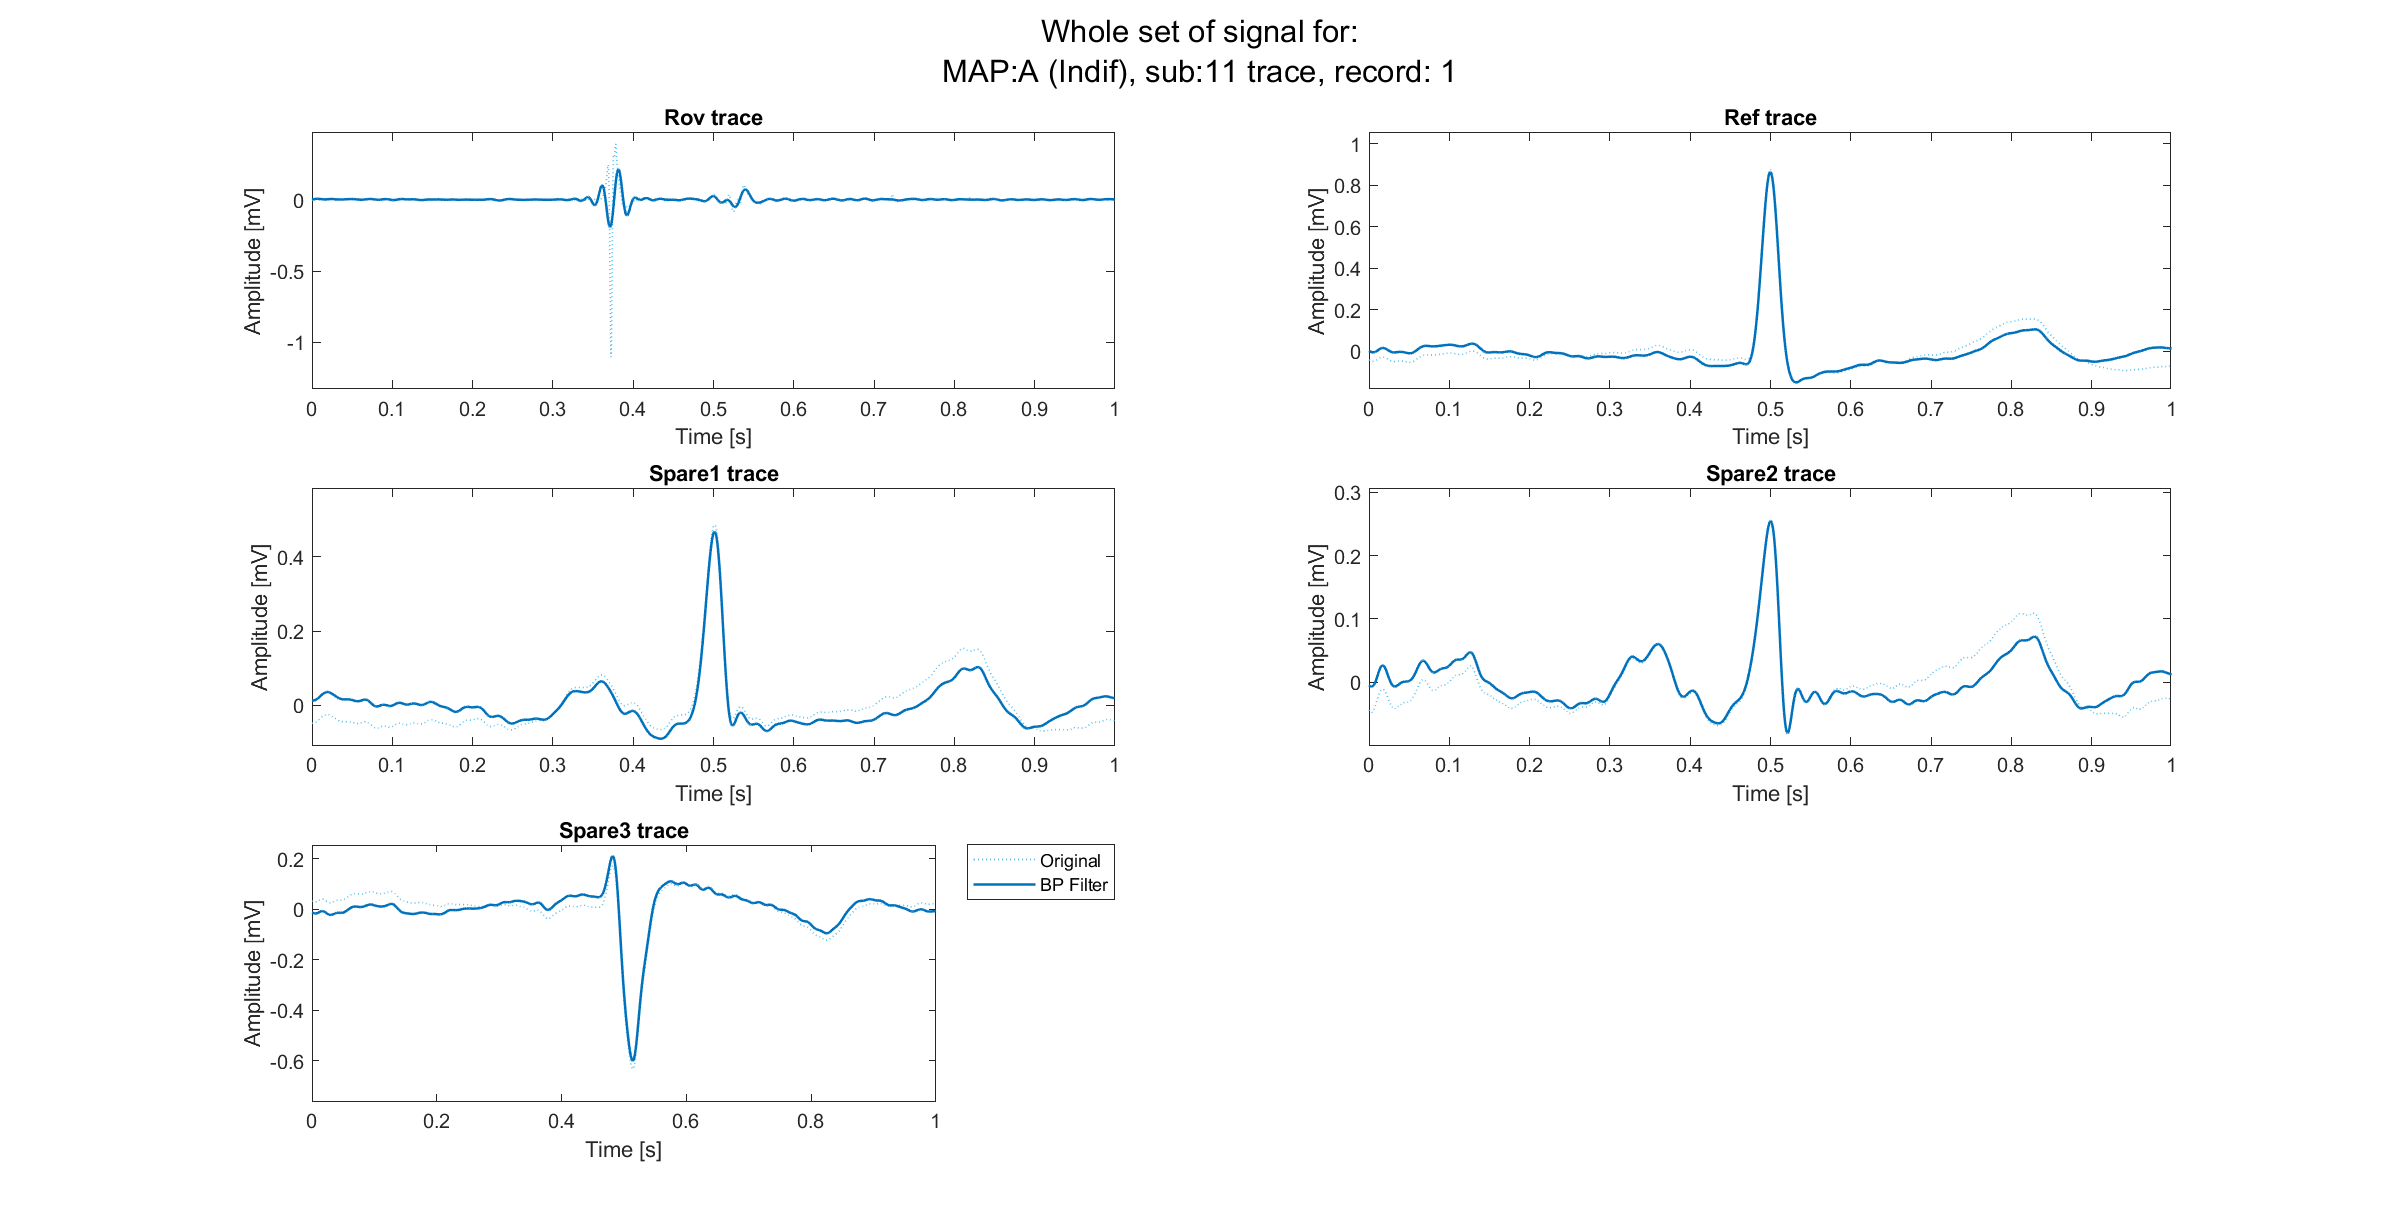 Whole set of signal for:
MAP:A (Indif), sub:11 trace, record: 1
Rov trace
Amplitude [mV]
0
-0.5
-1
0 0.1 0.2 0.3 0.4 0.5 0.6 0.7 0.8 0.9 1
Time [s]
Ref trace
Amplitude [mV]
1
0.8
0.6
0.4
0.2
0
0 0.1 0.2 0.3 0.4 0.5 0.6 0.7 0.8 0.9 1
Time [s]
Spare1 trace
Amplitude [mV]
0.4
0.2
0
0 0.1 0.2 0.3 0.4 0.5 0.6 0.7 0.8 0.9 1
Time [s]
Spare2 trace
Amplitude [mV]
0.3
0.2
0.1
0
0 0.1 0.2 0.3 0.4 0.5 0.6 0.7 0.8 0.9 1
Time [s]
Spare3 trace
Amplitude [mV]
0.2
0
-0.2
-0.4
-0.6
0 0.2 0.4 0.6 0.8 1
Time [s]
Original
BP Filter